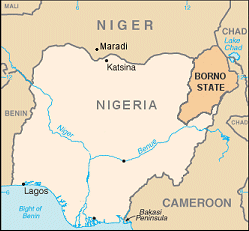 MALI
NIGER
CHAD
Lake
Chad
Maradi
Katsina
BORNO
STATE
NIGERIA
BENIN
Niger
Benue
Lagos
Bight of
Benin
Bakasi
Peninsula
CAMEROON